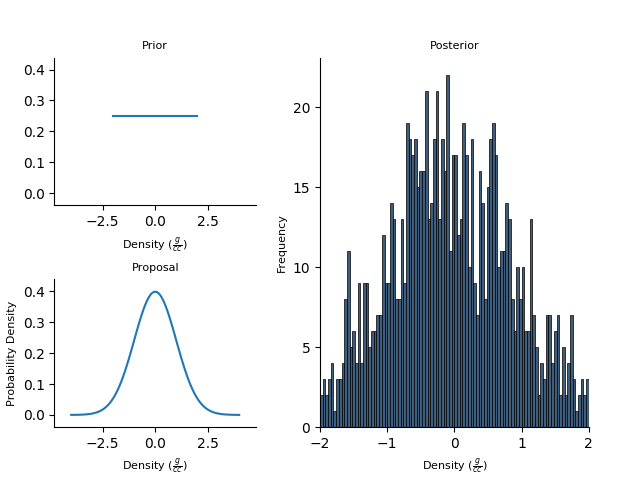 Prior
0.4
0.3
0.2
0.1
0.0
−2.5 0.0 2.5
Density (g/cc)
Proposal
Probability Density
0.4
0.3
0.2
0.1
0.0
−2.5 0.0 2.5
Density (g/cc)
Posterior
Frequency
20
15
10
5
0
−2 −1 0 1 2
Density (g/cc)